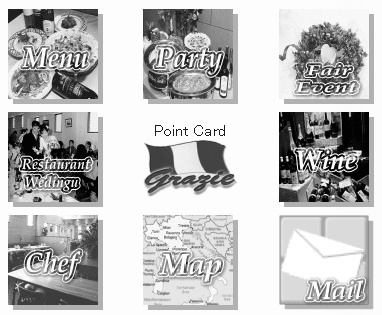 Menu
Party
Fair
Event
Restaurant
Wedingu
Point Card
Grazie
Wine
Chef
Map
Mail